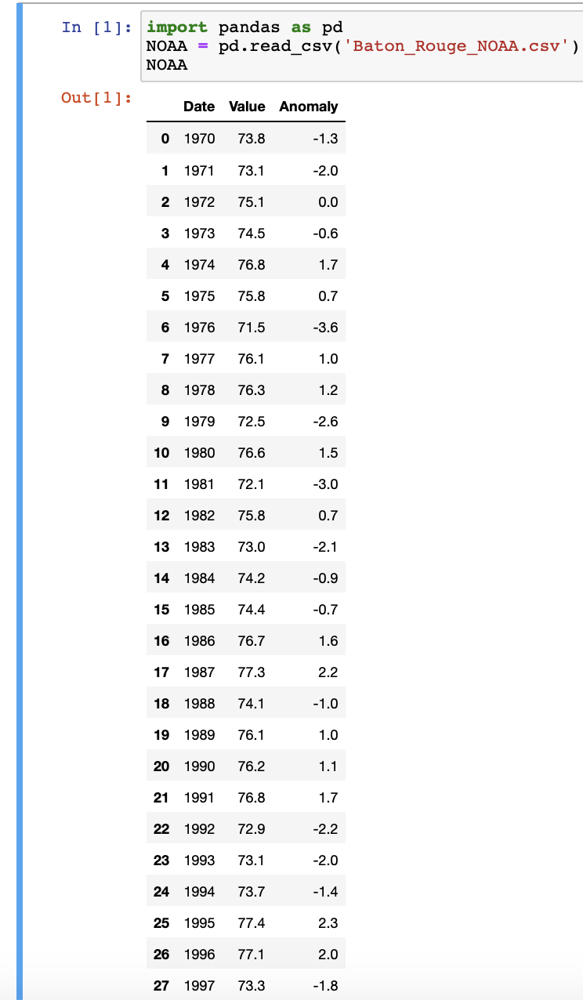 In [1]: import pandas as pd
NOAA = pd.read_csv('Baton_Rouge_NOAA.csv')
NOAA
Out[1]:
Date Value Anomaly
0 1970 73.8 -1.3
1 1971 73.1 -2.0
2 1972 75.1 0.0
3 1973 74.5 -0.6
4 1974 76.8 1.7
5 1975 75.8 0.7
6 1976 71.5 -3.6
7 1977 76.1 1.0
8 1978 76.3 1.2
9 1979 72.5 -2.6
10 1980 76.6 1.5
11 1981 72.1 -3.0
12 1982 75.8 0.7
13 1983 73.0 -2.1
14 1984 74.2 -0.9
15 1985 74.4 -0.7
16 1986 76.7 1.6
17 1987 77.3 2.2
18 1988 74.1 -1.0
19 1989 76.1 1.0
20 1990 76.2 1.1
21 1991 76.8 1.7
22 1992 72.9 -2.2
23 1993 73.1 -2.0
24 1994 73.7 -1.4
25 1995 77.4 2.3
26 1996 77.1 2.0
27 1997 73.3 -1.8